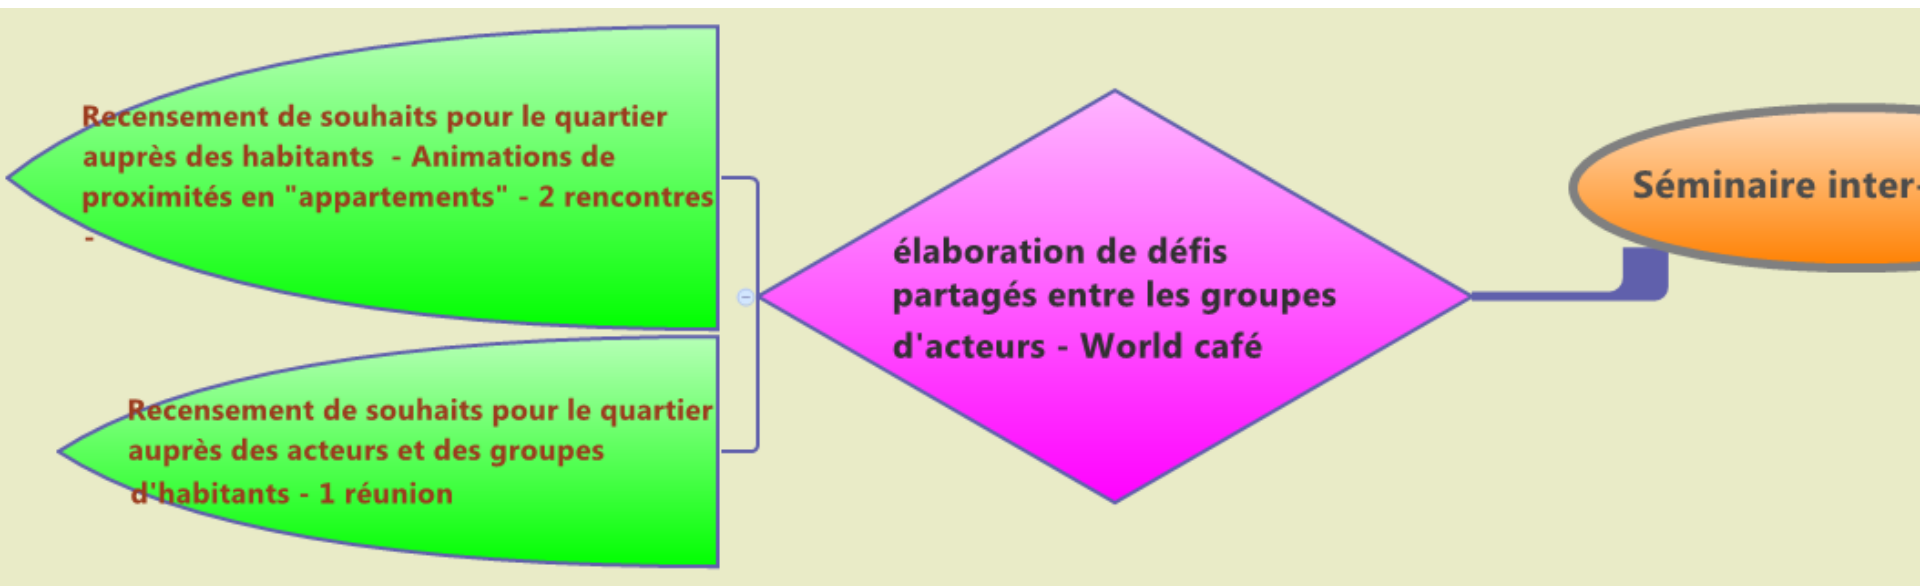 Recensement de souhaits pour le quartier
auprès des habitants - Animations de
proximités en "appartements" - 2 rencontres
-
Recensement de souhaits pour le quartier
auprès des acteurs et des groupes
d'habitants - 1 réunion
élaboration de défis
partagés entre les groupes
d'acteurs - World café
Séminaire inter-